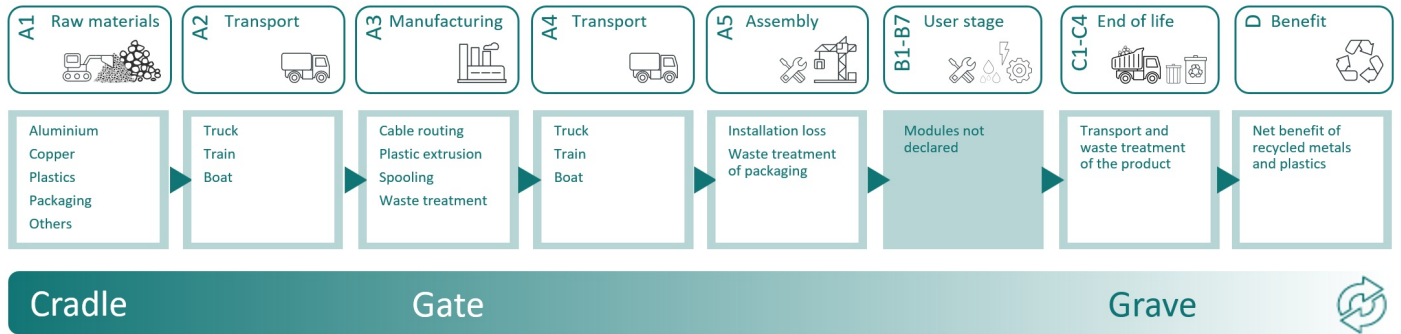 A1 Raw materials
A2 Transport
A3 Manufacturing
A4 Transport
A5 Assembly
B1-B7 User stage
C1-C4 End of life
D Benefit
Aluminium
Copper
Plastics
Packaging
Others
Truck
Train
Boat
Cable routing
Plastic extrusion
Spooling
Waste treatment
Truck
Train
Boat
Installation loss
Waste treatment
of packaging
Modules not
declared
Transport and
waste treatment
of the product
Net benefit of
recycled metals
and plastics
Cradle
Gate
Grave